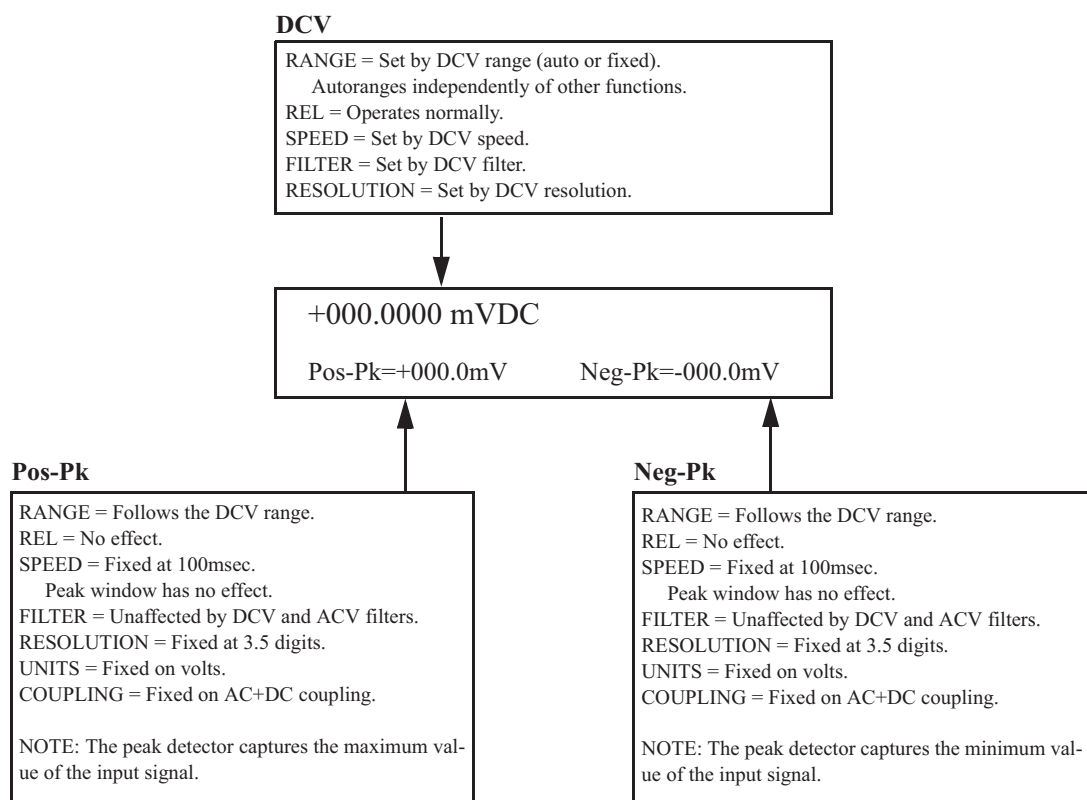 DCV
RANGE = Set by DCV range (auto or fixed).
Autoranges independently of other functions.
REL = Operates normally.
SPEED = Set by DCV speed.
FILTER = Set by DCV filter.
RESOLUTION = Set by DCV resolution.
+000.0000 mVDC
Pos-Pk=+000.0mV Neg-Pk=-000.0mV
Pos-Pk
RANGE = Follows the DCV range.
REL = No effect.
SPEED = Fixed at 100msec.
Peak window has no effect.
FILTER = Unaffected by DCV and ACV filters.
RESOLUTION = Fixed at 3.5 digits.
UNITS = Fixed on volts.
COUPLING = Fixed on AC+DC coupling.
NOTE: The peak detector captures the maximum val-
ue of the input signal.
Neg-Pk
RANGE = Follows the DCV range.
REL = No effect.
SPEED = Fixed at 100msec.
Peak window has no effect.
FILTER = Unaffected by DCV and ACV filters.
RESOLUTION = Fixed at 3.5 digits.
UNITS = Fixed on volts.
COUPLING = Fixed on AC+DC coupling.
NOTE: The peak detector captures the minimum val-
ue of the input signal.